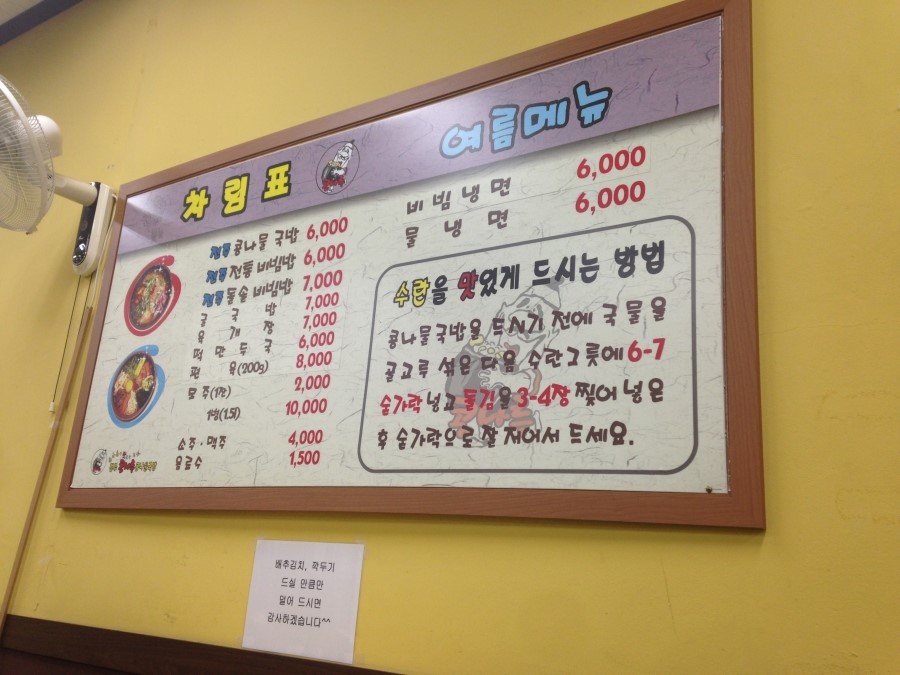 차림표
전주 콩나물국밥 6,000
전주 전통비빔밥 6,000
전주 돌솥비빔밥 7,000
굴 국 밥 7,000
육 개 장 7,000
떡 만 두 국 6,000
편 육(200g) 8,000
모 주(1잔) 2,000
1병(1.5l) 10,000
소주·맥주 4,000
음료수 1,500
여름메뉴
비 빔 냉 면 6,000
물 냉 면 6,000
수란을 맛있게 드시는 방법
콩나물국밥을 드시기 전에 국물을
골고루 섞은 다음 수란그릇에 6-7
숟가락 넣고 돌김을 3-4장 찢어 넣은
후 숟가락으로 잘 저어서 드세요.
배추김치, 깍두기
드실 만큼만
덜어 드시면
감사하겠습니다^^